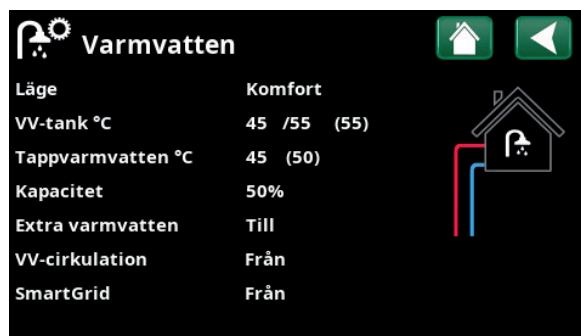 Varmvatten
Läge Komfort
VV-tank °C 45 /55 (55)
Tappvarmvatten °C 45 (50)
Kapacitet 50%
Extra varmvatten Till
VV-cirkulation Från
SmartGrid Från